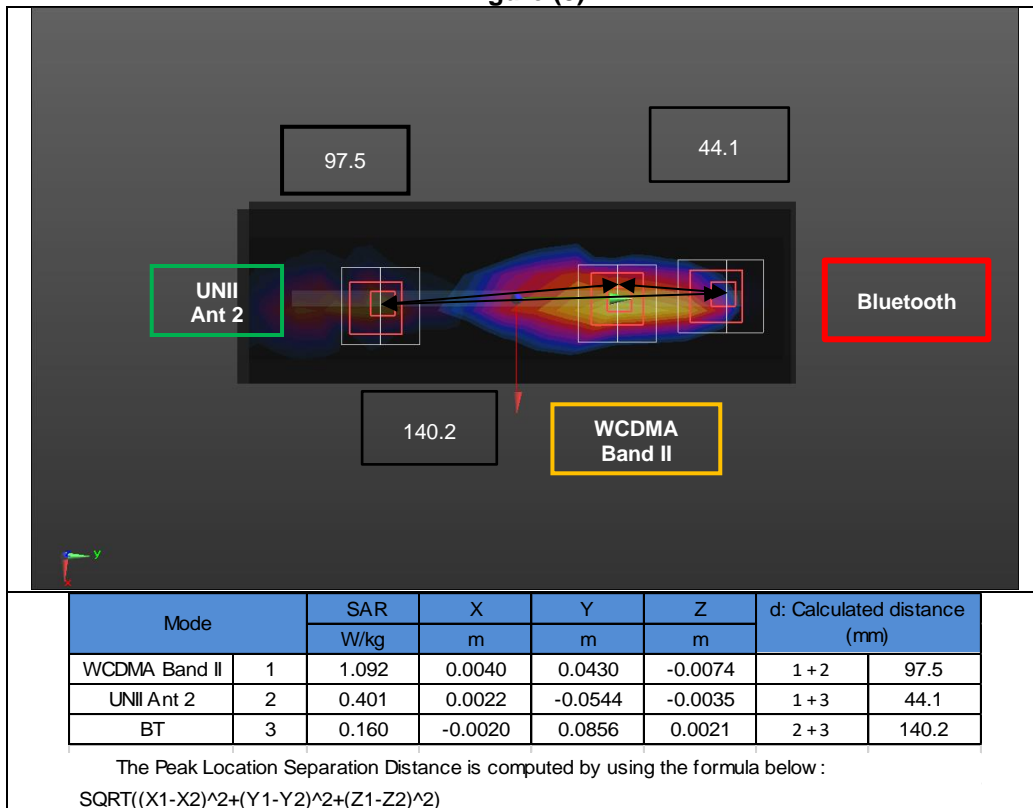 97.5
44.1
UNII
Ant 2
Bluetooth
140.2
WCDMA
Band II
Y
X
Mode SAR X Y Z d: Calculated distance (mm)
W/kg m m m
WCDMA Band II 1 1.092 0.0040 0.0430 -0.0074 1 + 2 97.5
UNII Ant 2 2 0.401 0.0022 -0.0544 -0.0035 1 + 3 44.1
BT 3 0.160 -0.0020 0.0856 0.0021 2 + 3 140.2
The Peak Location Separation Distance is computed by using the formula below :
SQRT((X1-X2)^2+(Y1-Y2)^2+(Z1-Z2)^2)